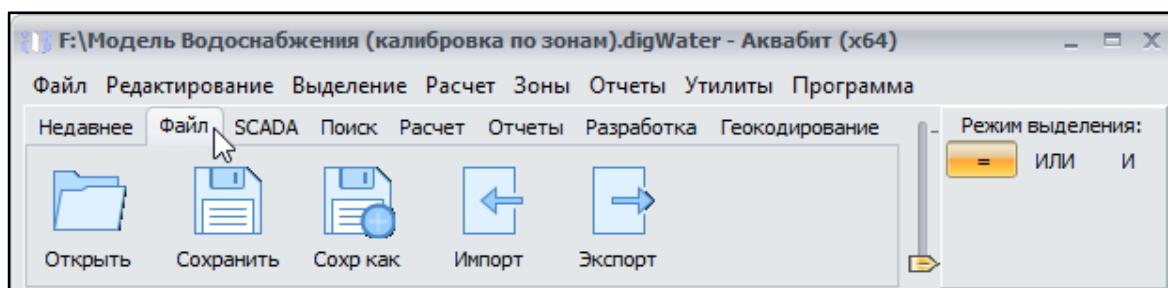 F:\Модель Водоснабжения (калибровка по зонам).digWater - Аквабит (x64)
Файл Редактирование Выделение Расчет Зоны Отчеты Утилиты Программа
Недавнее Файл SCADA Поиск Расчет Отчеты Разработка Геокодирование
Режим выделения:
= ИЛИ И
Открыть Сохранить Сохр как Импорт Экспорт